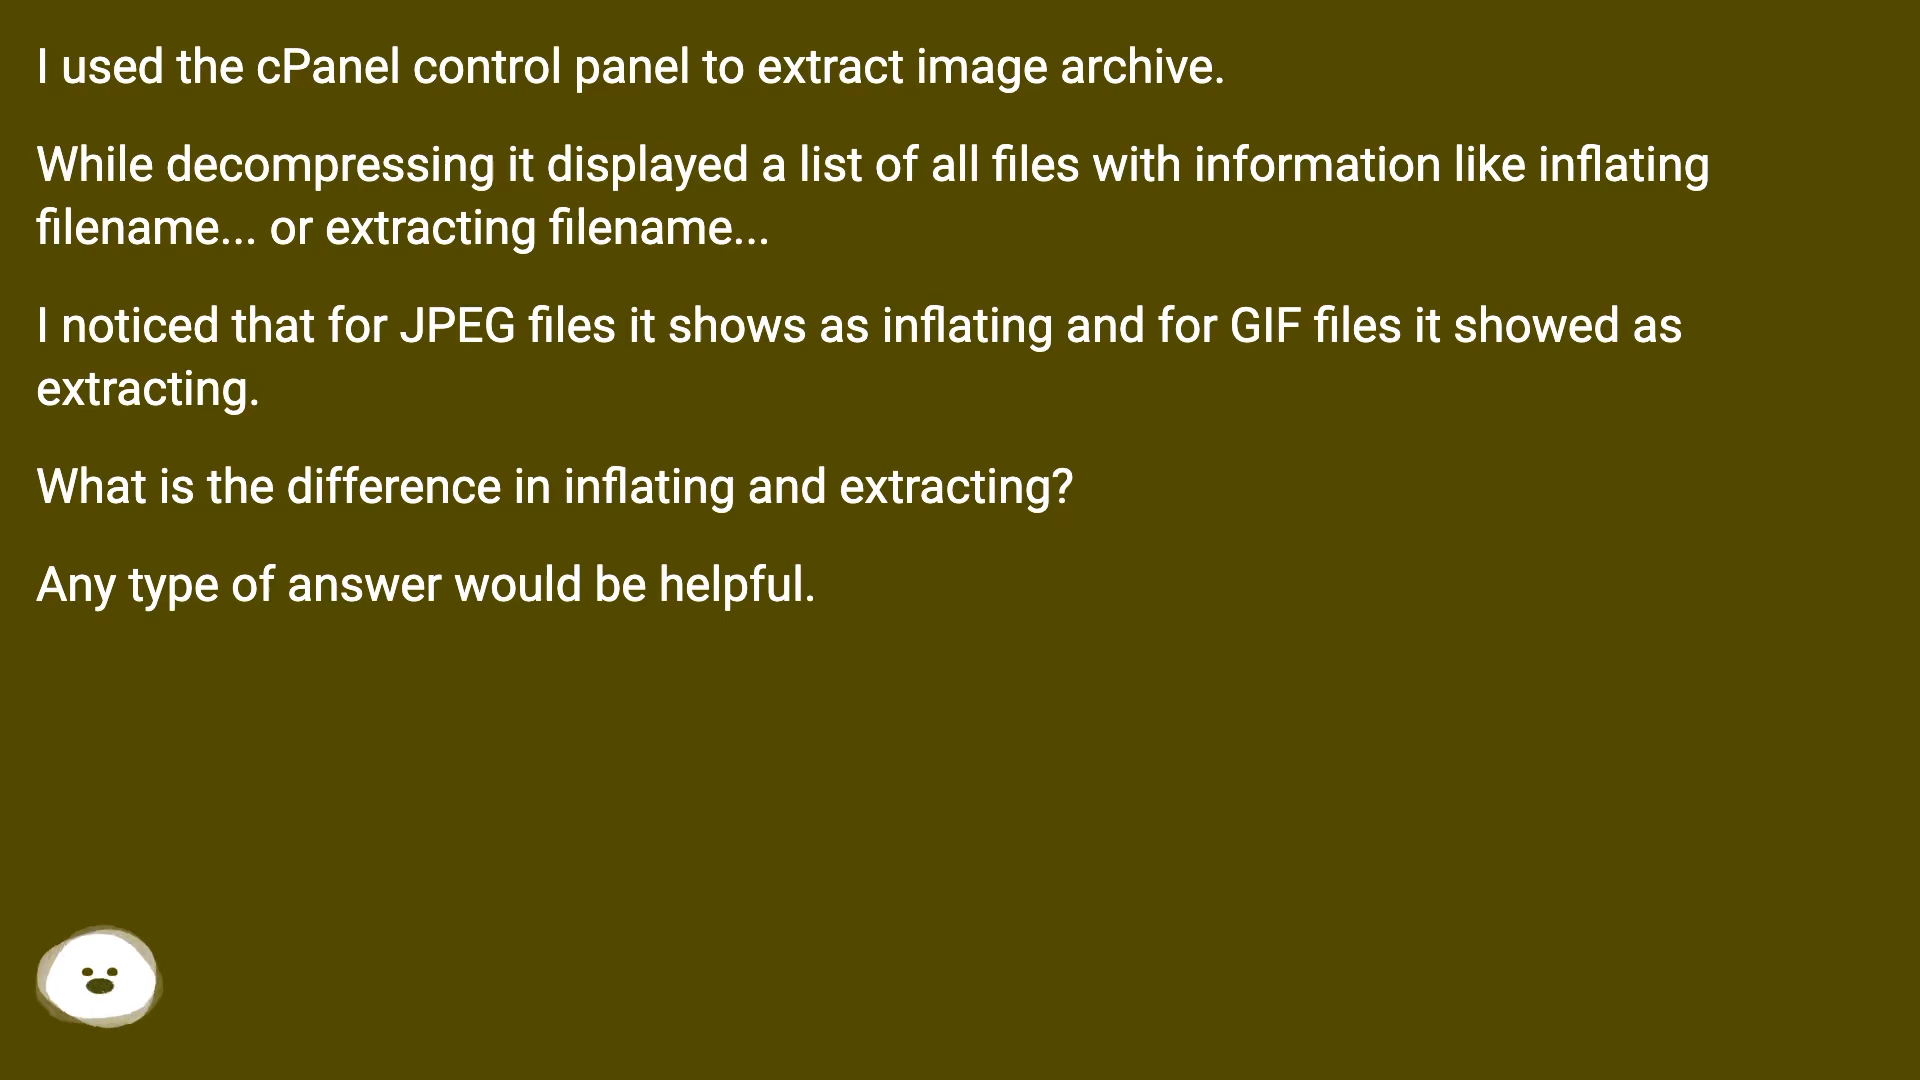 I used the cPanel control panel to extract image archive.
While decompressing it displayed a list of all files with information like inflating
filename... or extracting filename...
I noticed that for JPEG files it shows as inflating and for GIF files it showed as
extracting.
What is the difference in inflating and extracting?
Any type of answer would be helpful.